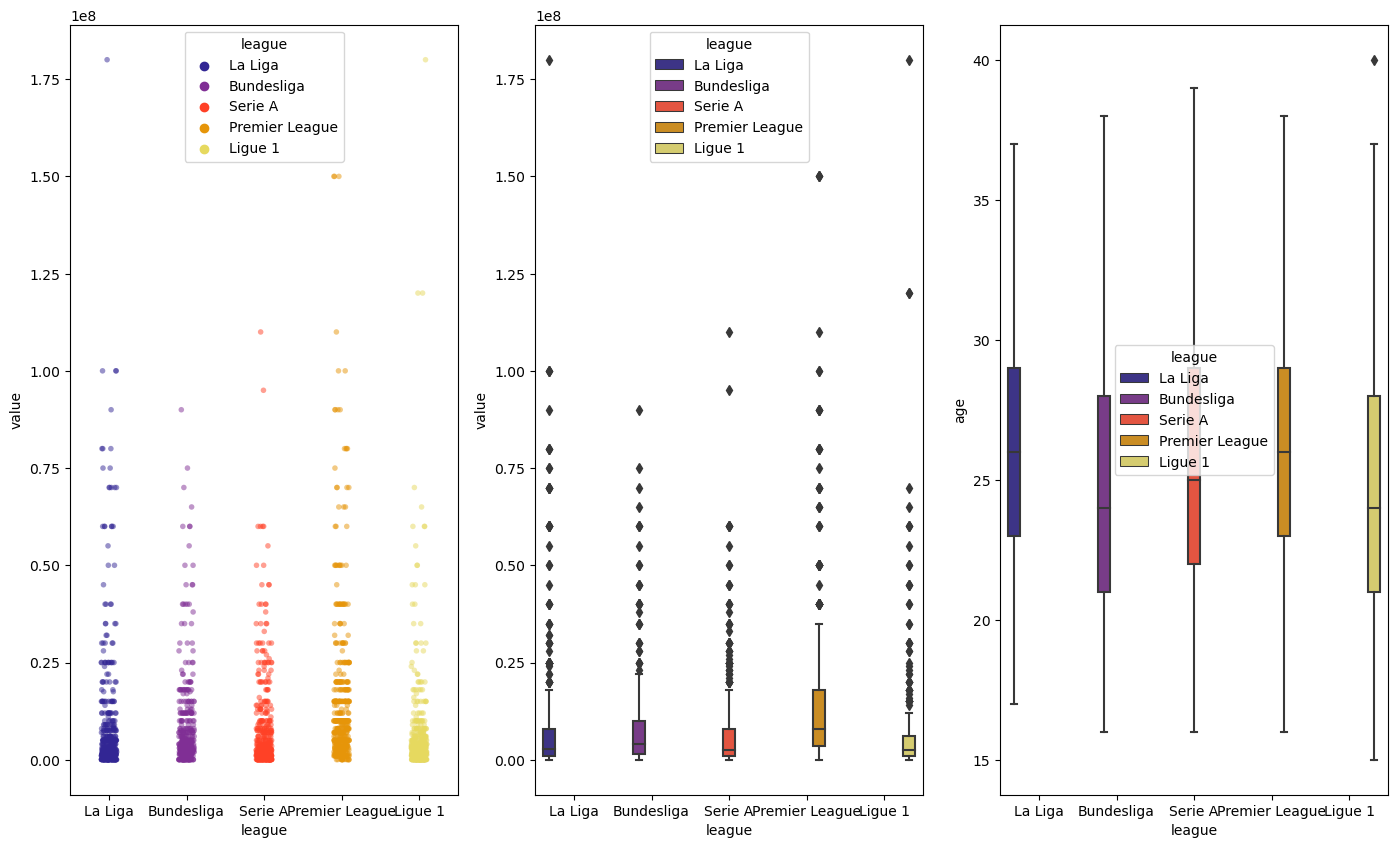 1e8
value
1.75
1.50
1.25
1.00
0.75
0.50
0.25
0.00
league
La Liga
Bundesliga
Serie A
Premier League
Ligue 1
La Liga Bundesliga Serie A Premier League Ligue 1
league
1e8
value
1.75
1.50
1.25
1.00
0.75
0.50
0.25
0.00
league
La Liga
Bundesliga
Serie A
Premier League
Ligue 1
La Liga Bundesliga Serie A Premier League Ligue 1
league
age
40
35
30
25
20
15
league
La Liga
Bundesliga
Serie A
Premier League
Ligue 1
La Liga Bundesliga Serie A Premier League Ligue 1
league